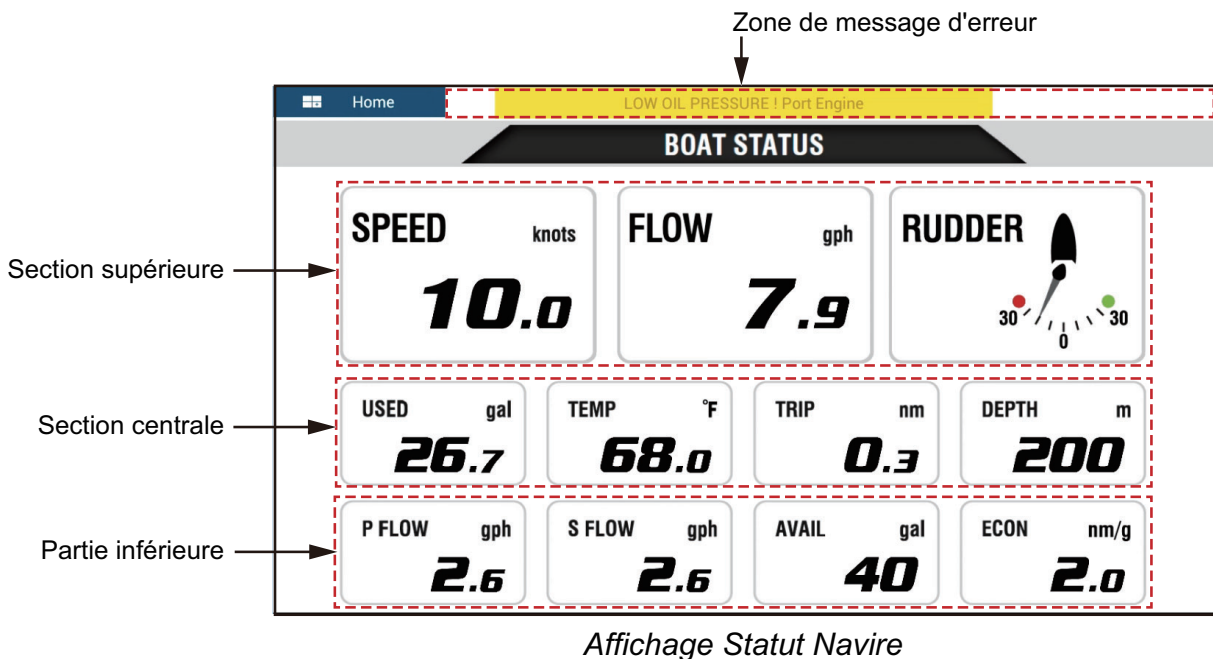 Zone de message d'erreur
Home
LOW OIL PRESSURE ! Port Engine
BOAT STATUS
Section supérieure
SPEED knots
10.0
FLOW gph
7.9
RUDDER
30 0 30
Section centrale
USED gal
26.7
TEMP °F
68.0
TRIP nm
0.3
DEPTH m
200
Partie inférieure
P FLOW gph
2.6
S FLOW gph
2.6
AVAIL gal
40
ECON nm/g
2.0
Affichage Statut Navire